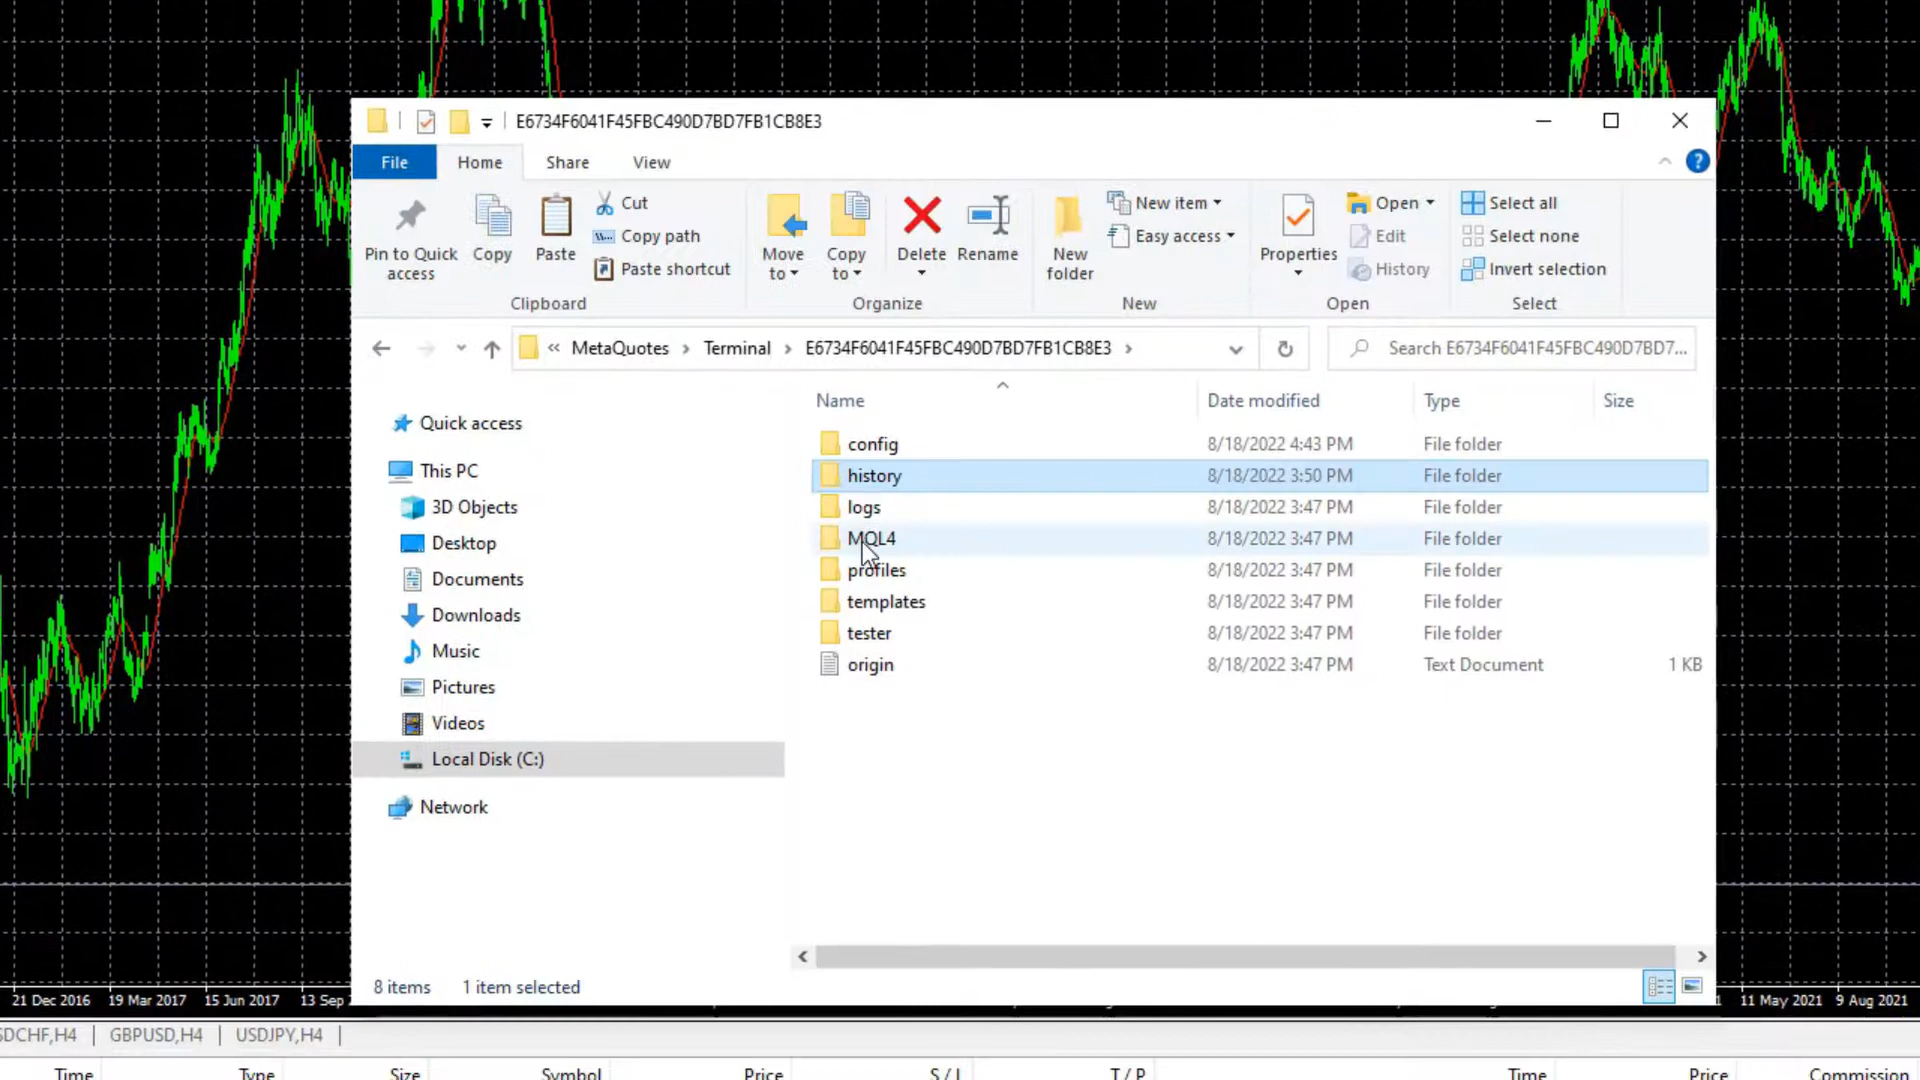 E6734F6041F45FBC490D7BD7FB1CB8E3
File Home Share View
Pin to Quick access
Copy
Paste
Cut
Copy path
Paste shortcut
Clipboard
Move to
Copy to
Delete
Rename
Organize
New folder
New item
Easy access
New
Properties
Open
Edit
History
Open
Select all
Select none
Invert selection
Select
« MetaQuotes › Terminal › E6734F6041F45FBC490D7BD7FB1CB8E3 ›
Search E6734F6041F45FBC490D7BD7...
Quick access
This PC
3D Objects
Desktop
Documents
Downloads
Music
Pictures
Videos
Local Disk (C:)
Network
Name Date modified Type Size
config 8/18/2022 4:43 PM File folder
history 8/18/2022 3:50 PM File folder
logs 8/18/2022 3:47 PM File folder
MQL4 8/18/2022 3:47 PM File folder
profiles 8/18/2022 3:47 PM File folder
templates 8/18/2022 3:47 PM File folder
tester 8/18/2022 3:47 PM File folder
origin 8/18/2022 3:47 PM Text Document 1 KB
8 items 1 item selected
21 Dec 2016 19 Mar 2017 15 Jun 2017 13 Sep 11 May 2021 9 Aug 2021
SDCHF,H4 | GBPUSD,H4 | USDJPY,H4 |
Time Type Size Symbol Price S / L T / P Time Price Commission